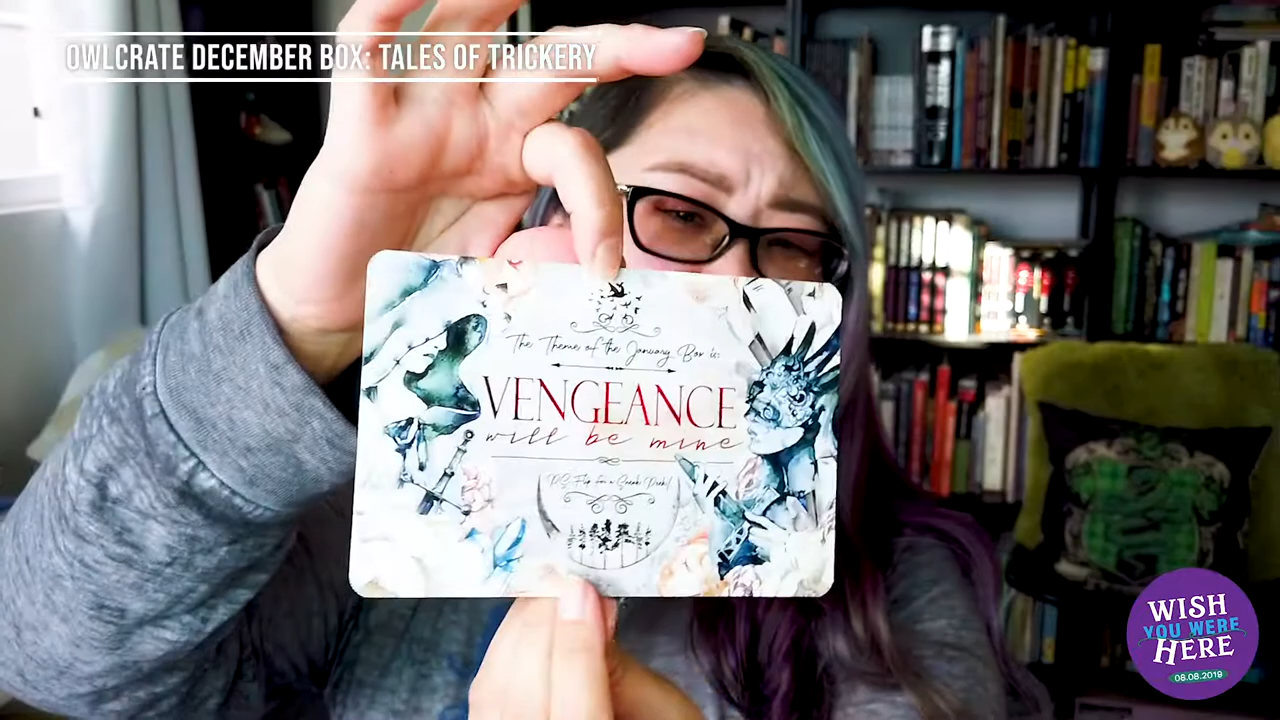 OWLCRATE DECEMBER BOX: TALES OF TRICKERY
The Theme of the January Box is:
VENGEANCE
will be mine
P.S. Flip for a Sneak Peek!
WISH
YOU WERE
HERE
08.08.2019